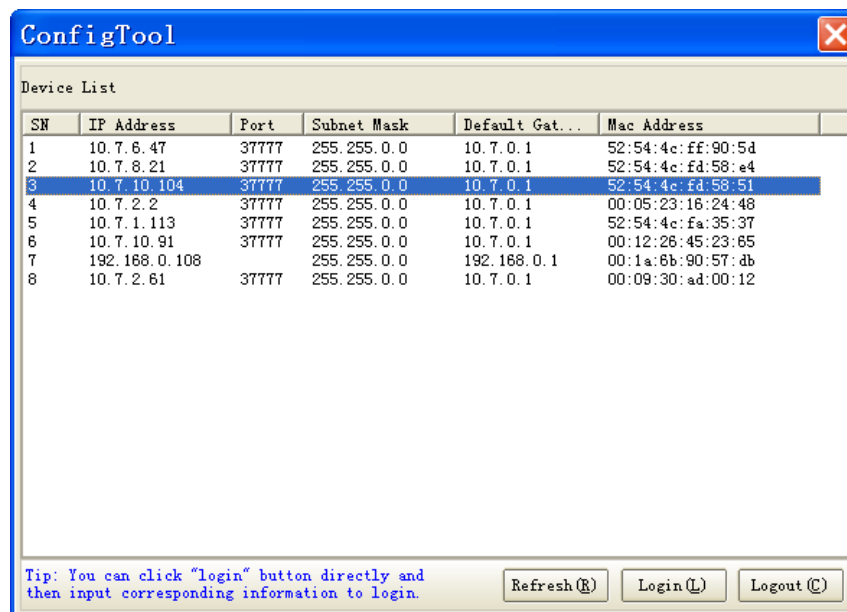 ConfigTool
Device List
SN IP Address Port Subnet Mask Default Gat... Mac Address
1 10.7.6.47 37777 255.255.0.0 10.7.0.1 52:54:4c:ff:90:5d
2 10.7.8.21 37777 255.255.0.0 10.7.0.1 52:54:4c:fd:58:e4
3 10.7.10.104 37777 255.255.0.0 10.7.0.1 52:54:4c:fd:58:51
4 10.7.2.2 37777 255.255.0.0 10.7.0.1 00:05:23:16:24:48
5 10.7.1.113 37777 255.255.0.0 10.7.0.1 52:54:4c:fa:35:37
6 10.7.10.91 37777 255.255.0.0 10.7.0.1 00:12:26:45:23:65
7 192.168.0.108 255.255.0.0 192.168.0.1 00:1a:6b:90:57:db
8 10.7.2.61 37777 255.255.0.0 10.7.0.1 00:09:30:ad:00:12
Tip: You can click "login" button directly and
then input corresponding information to login.
Refresh(R) Login(L) Logout(C)